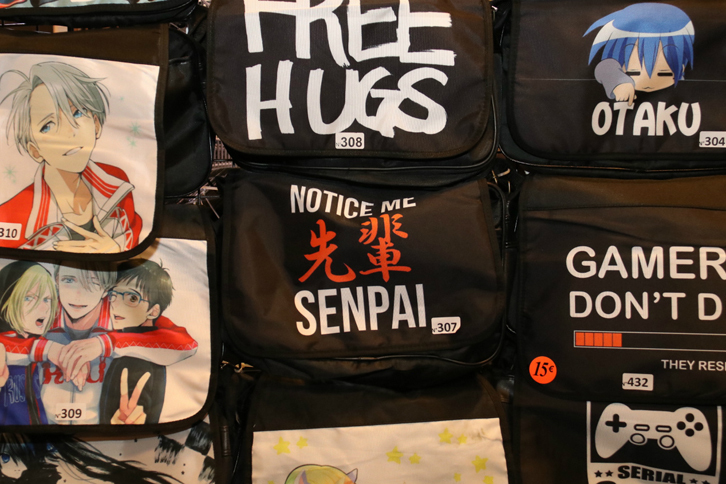 FREE
HUGS
308
OTAKU
304
310
NOTICE ME
先輩
SENPAI
307
GAMER
DON'T D
THEY RES
15€
432
309
SERIAL